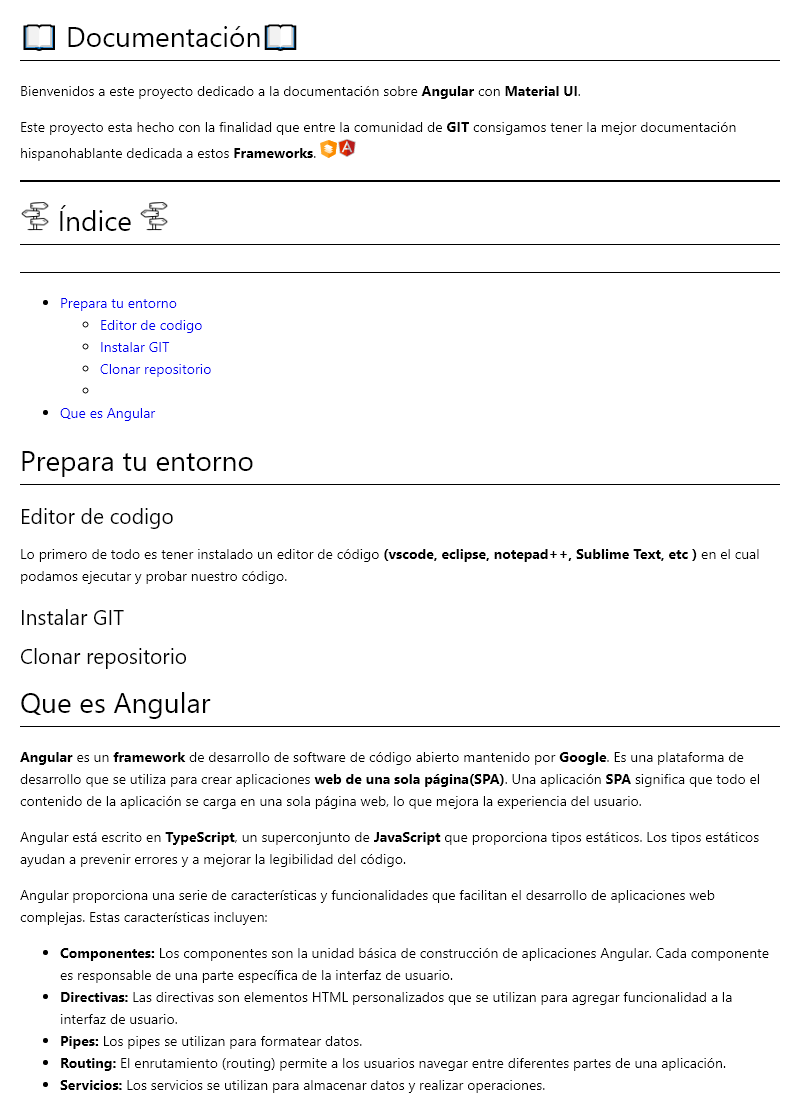 Documentación
Bienvenidos a este proyecto dedicado a la documentación sobre Angular con Material UI.
Este proyecto esta hecho con la finalidad que entre la comunidad de GIT consigamos tener la mejor documentación
hispanohablante dedicada a estos Frameworks.
Índice
Prepara tu entorno
Editor de codigo
Instalar GIT
Clonar repositorio
Que es Angular
Prepara tu entorno
Editor de codigo
Lo primero de todo es tener instalado un editor de código (vscode, eclipse, notepad++, Sublime Text, etc ) en el cual
podamos ejecutar y probar nuestro código.
Instalar GIT
Clonar repositorio
Que es Angular
Angular es un framework de desarrollo de software de código abierto mantenido por Google. Es una plataforma de
desarrollo que se utiliza para crear aplicaciones web de una sola página(SPA). Una aplicación SPA significa que todo el
contenido de la aplicación se carga en una sola página web, lo que mejora la experiencia del usuario.
Angular está escrito en TypeScript, un superconjunto de JavaScript que proporciona tipos estáticos. Los tipos estáticos
ayudan a prevenir errores y a mejorar la legibilidad del código.
Angular proporciona una serie de características y funcionalidades que facilitan el desarrollo de aplicaciones web
complejas. Estas características incluyen:
Componentes: Los componentes son la unidad básica de construcción de aplicaciones Angular. Cada componente
es responsable de una parte específica de la interfaz de usuario.
Directivas: Las directivas son elementos HTML personalizados que se utilizan para agregar funcionalidad a la
interfaz de usuario.
Pipes: Los pipes se utilizan para formatear datos.
Routing: El enrutamiento (routing) permite a los usuarios navegar entre diferentes partes de una aplicación.
Servicios: Los servicios se utilizan para almacenar datos y realizar operaciones.